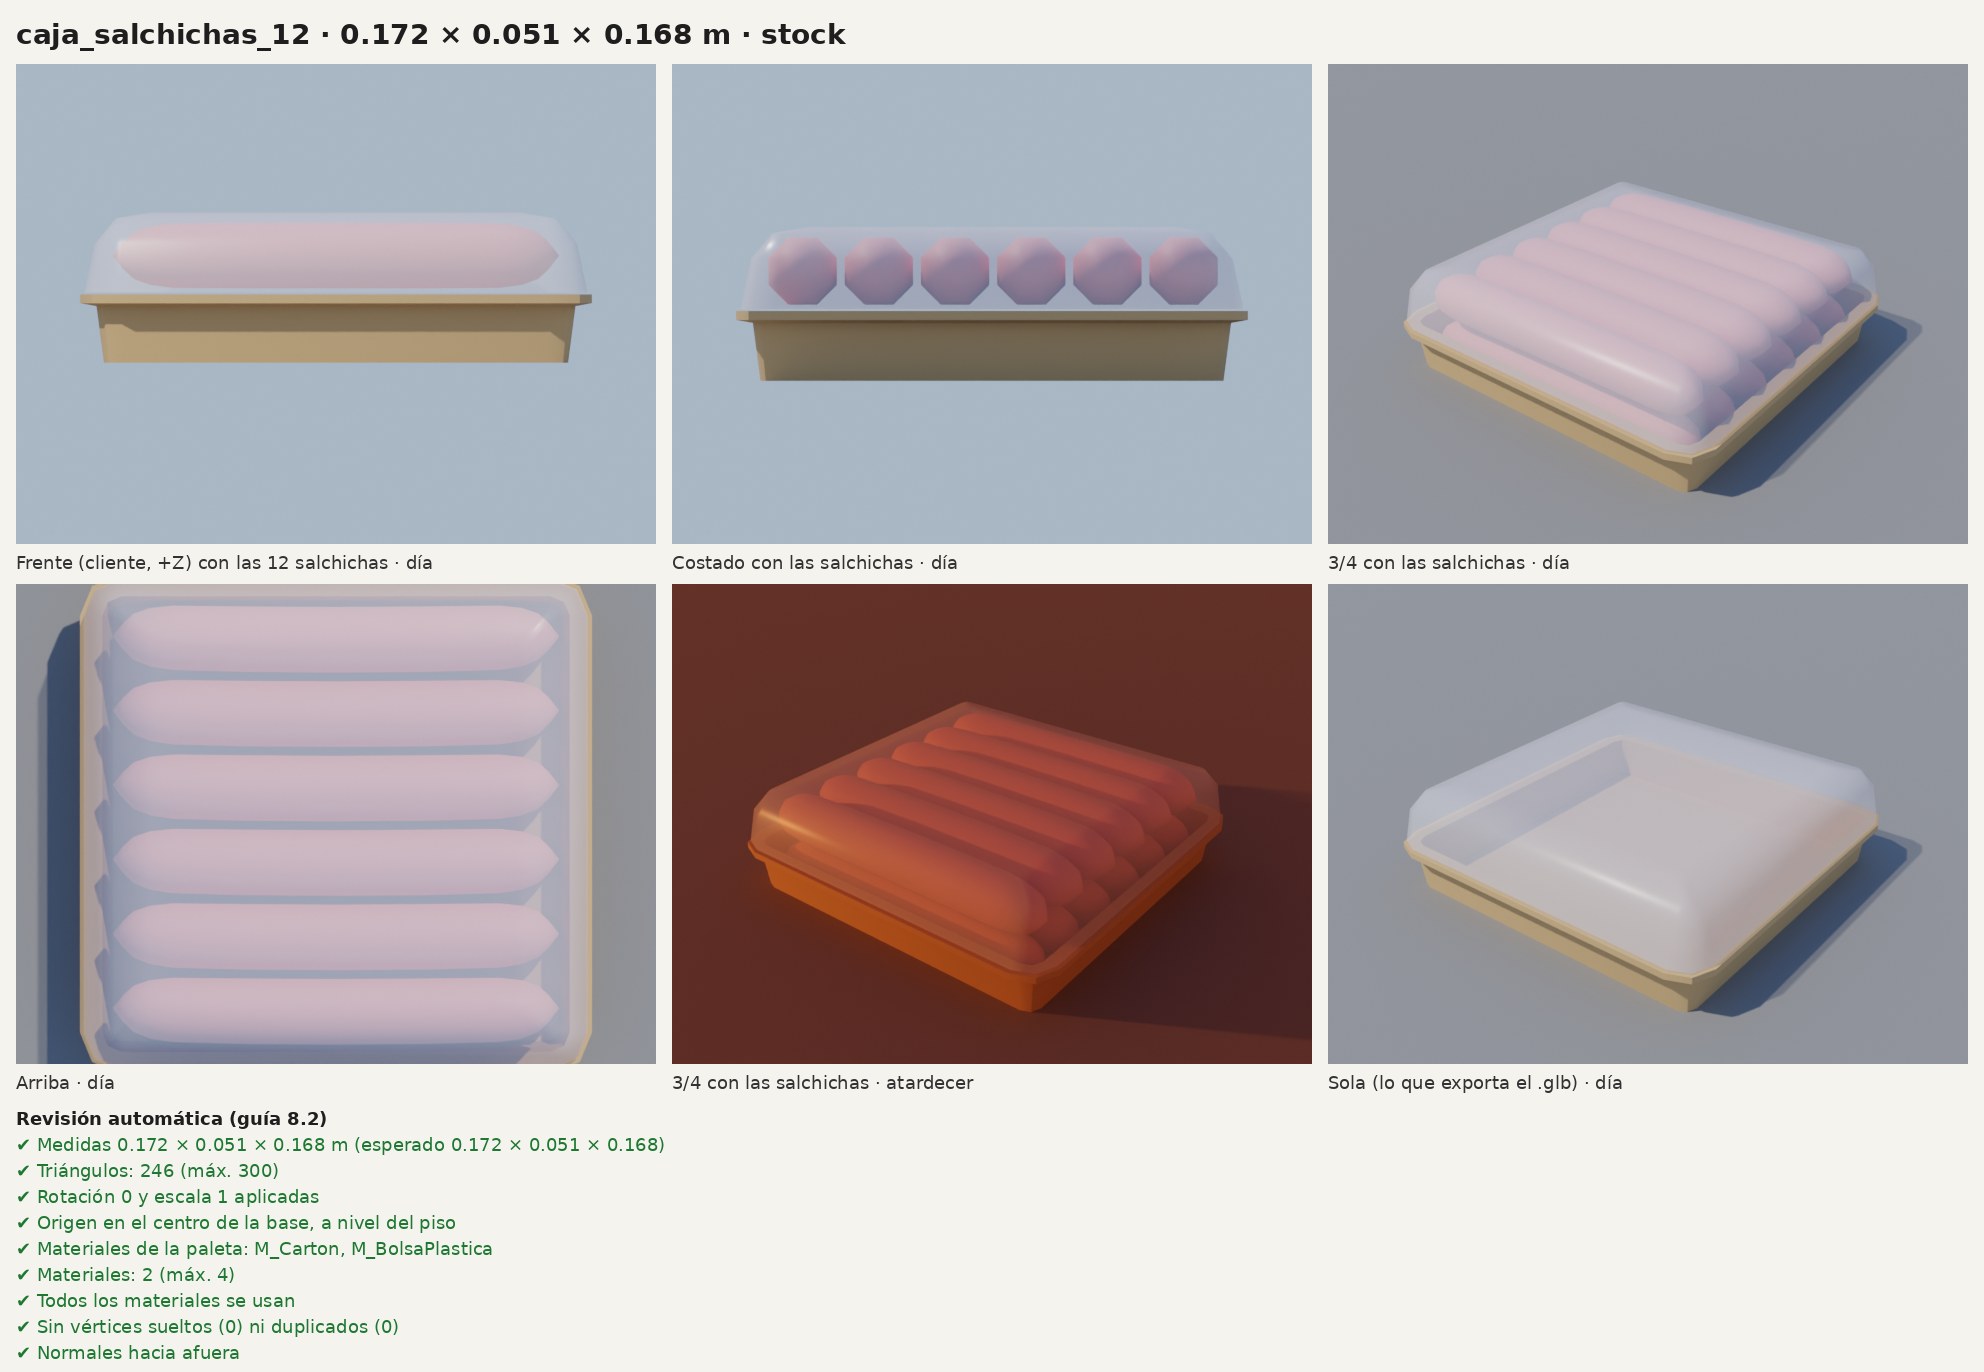 caja_salchichas_12 · 0.172 × 0.051 × 0.168 m · stock
Frente (cliente, +Z) con las 12 salchichas · día
Costado con las salchichas · día
3/4 con las salchichas · día
Arriba · día
3/4 con las salchichas · atardecer
Sola (lo que exporta el .glb) · día
Revisión automática (guía 8.2)
✔ Medidas 0.172 × 0.051 × 0.168 m (esperado 0.172 × 0.051 × 0.168)
✔ Triángulos: 246 (máx. 300)
✔ Rotación 0 y escala 1 aplicadas
✔ Origen en el centro de la base, a nivel del piso
✔ Materiales de la paleta: M_Carton, M_BolsaPlastica
✔ Materiales: 2 (máx. 4)
✔ Todos los materiales se usan
✔ Sin vértices sueltos (0) ni duplicados (0)
✔ Normales hacia afuera